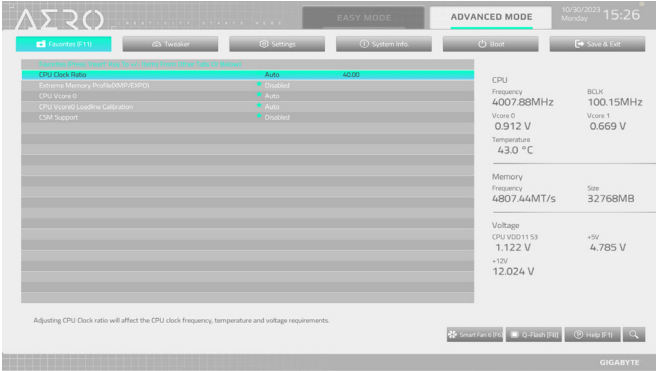 AERO
CREATIVITY STARTS HERE
EASY MODE
ADVANCED MODE
10/30/2023 Monday 15:26
Favorites (F11)
Tweaker
Settings
System Info.
Boot
Save & Exit
CPU Clock Ratio Auto 40.00
Extreme Memory Profile(XMP/EXPO) Disabled
CPU Vcore 0 Auto
CPU Vcore0 Loadline Calibration Auto
CSM Support Disabled
CPU
Frequency BCLK
4007.88MHz 100.15MHz
Vcore 0 Vcore 1
0.912 V 0.669 V
Temperature
43.0 °C
Memory
Frequency Size
4807.44MT/s 32768MB
Voltage
CPU VDD11 S3 +5V
1.122 V 4.785 V
+12V
12.024 V
Adjusting CPU Clock ratio will affect the CPU clock frequency, temperature and voltage requirements.
Smart Fan 6 (F6) Q-Flash (F8) Help (F1)
GIGABYTE